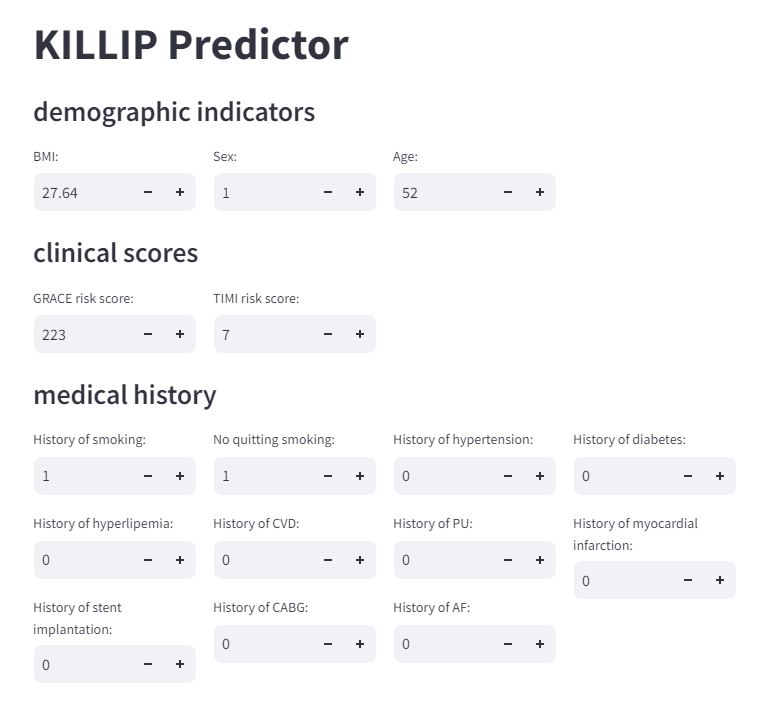 KILLIP Predictor
demographic indicators
BMI: Sex: Age:
27.64 − + 1 − + 52 − +
clinical scores
GRACE risk score: TIMI risk score:
223 − + 7 − +
medical history
History of smoking: No quitting smoking: History of hypertension: History of diabetes:
1 − + 1 − + 0 − + 0 − +
History of hyperlipemia: History of CVD: History of PU: History of myocardial
infarction:
0 − + 0 − + 0 − + 0 − +
History of stent History of CABG: History of AF:
implantation:
0 − + 0 − + 0 − +